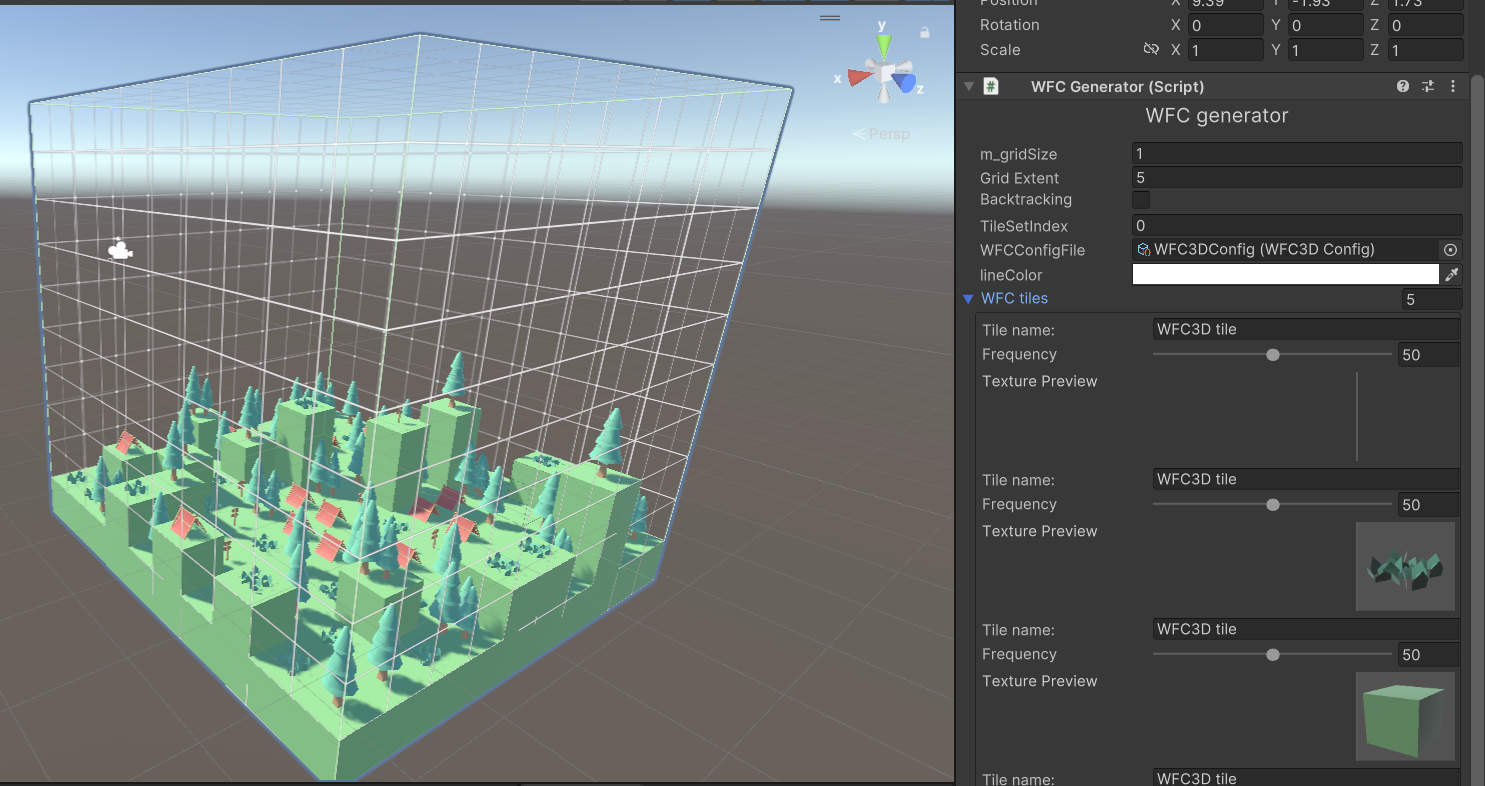 y
x
z
Persp
Position X 9.39 Y -1.93 Z 1.73
Rotation X 0 Y 0 Z 0
Scale X 1 Y 1 Z 1
# WFC Generator (Script)
WFC generator
m_gridSize 1
Grid Extent 5
Backtracking
TileSetIndex 0
WFCConfigFile WFC3DConfig (WFC3D Config)
lineColor
WFC tiles 5
Tile name: WFC3D tile
Frequency 50
Texture Preview
Tile name: WFC3D tile
Frequency 50
Texture Preview
Tile name: WFC3D tile
Frequency 50
Texture Preview
Tile name: WFC3D tile